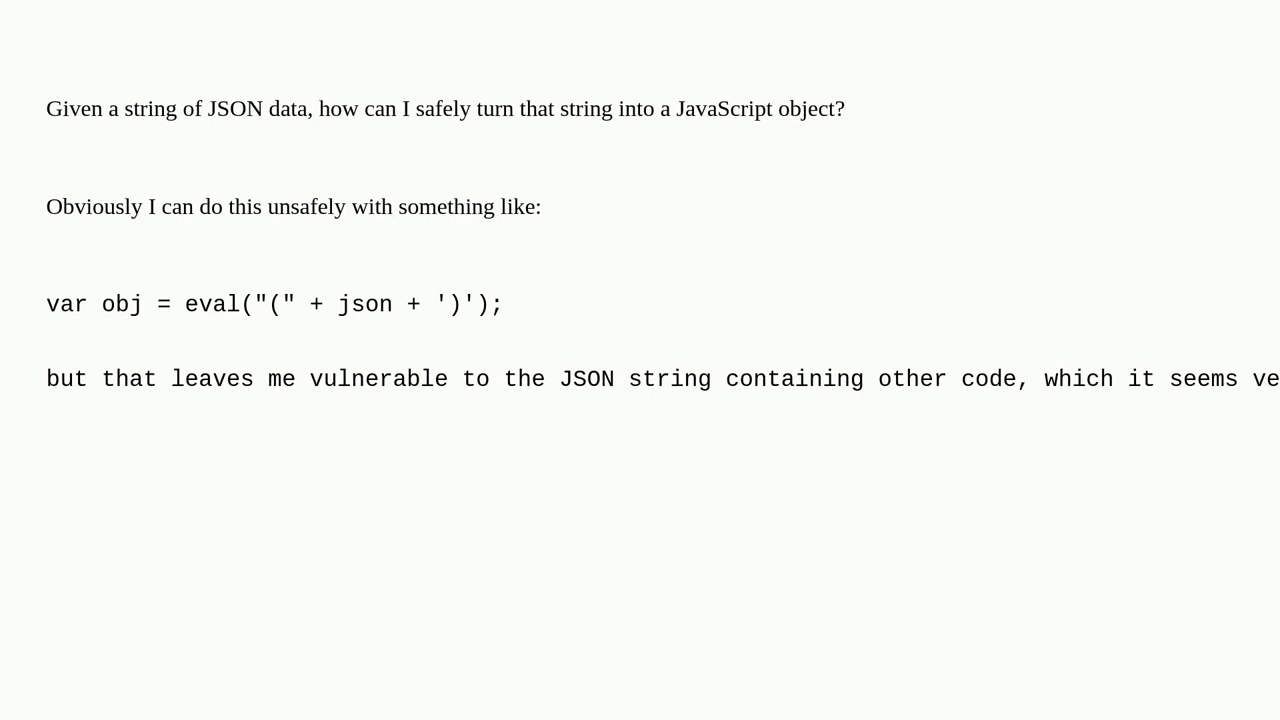 Given a string of JSON data, how can I safely turn that string into a JavaScript object?
Obviously I can do this unsafely with something like:
var obj = eval("(" + json + ')');
but that leaves me vulnerable to the JSON string containing other code, which it seems